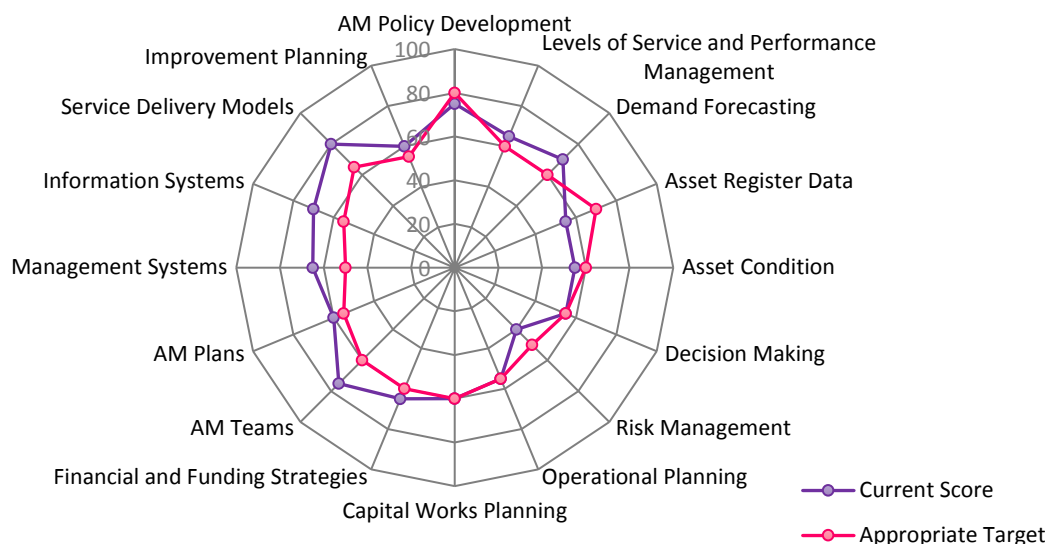 AM Policy Development
Levels of Service and Performance
Management
Demand Forecasting
Asset Register Data
Asset Condition
Decision Making
Risk Management
Operational Planning
Capital Works Planning
Financial and Funding Strategies
AM Teams
AM Plans
Management Systems
Information Systems
Service Delivery Models
Improvement Planning
100
80
60
40
20
0
Current Score
Appropriate Target